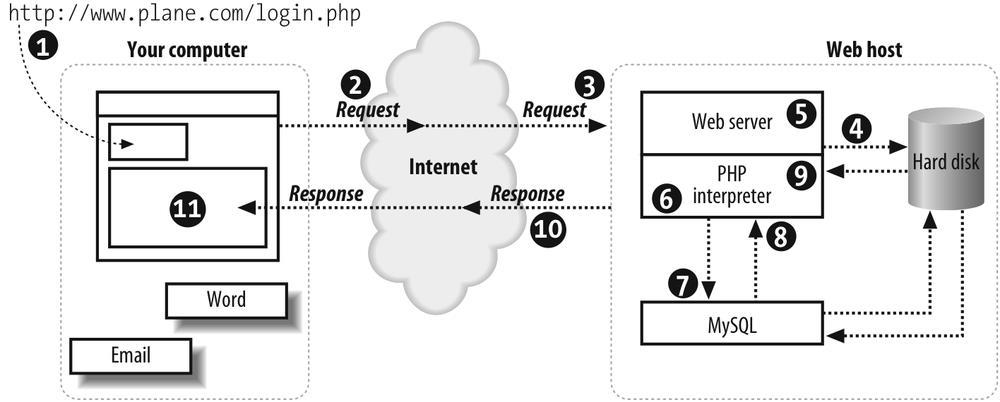 http://www.plane.com/login.php
1
Your computer
Web host
2
3
Request
Request
Internet
Response
Response
10
11
Word
Email
Web server
5
4
PHP
interpreter
9
6
Hard disk
8
7
MySQL